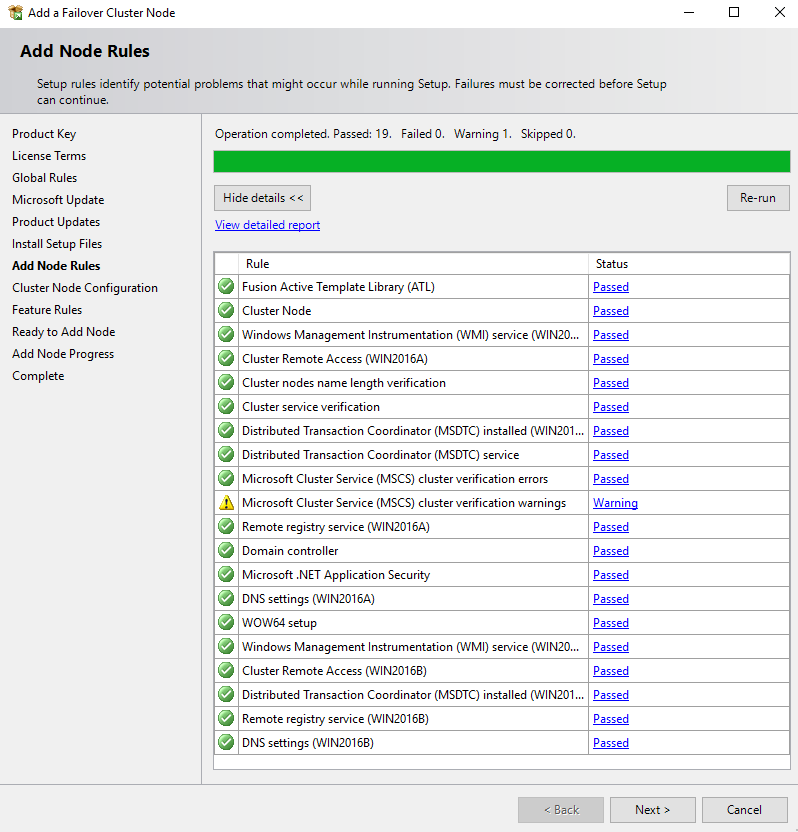 Add a Failover Cluster Node
Add Node Rules
Setup rules identify potential problems that might occur while running Setup. Failures must be corrected before Setup
can continue.
Product Key
License Terms
Global Rules
Microsoft Update
Product Updates
Install Setup Files
Add Node Rules
Cluster Node Configuration
Feature Rules
Ready to Add Node
Add Node Progress
Complete
Operation completed. Passed: 19.   Failed 0.   Warning 1.   Skipped 0.
Hide details <<
Re-run
View detailed report
Rule Status
Fusion Active Template Library (ATL) Passed
Cluster Node Passed
Windows Management Instrumentation (WMI) service (WIN20... Passed
Cluster Remote Access (WIN2016A) Passed
Cluster nodes name length verification Passed
Cluster service verification Passed
Distributed Transaction Coordinator (MSDTC) installed (WIN201... Passed
Distributed Transaction Coordinator (MSDTC) service Passed
Microsoft Cluster Service (MSCS) cluster verification errors Passed
Microsoft Cluster Service (MSCS) cluster verification warnings Warning
Remote registry service (WIN2016A) Passed
Domain controller Passed
Microsoft .NET Application Security Passed
DNS settings (WIN2016A) Passed
WOW64 setup Passed
Windows Management Instrumentation (WMI) service (WIN20... Passed
Cluster Remote Access (WIN2016B) Passed
Distributed Transaction Coordinator (MSDTC) installed (WIN201... Passed
Remote registry service (WIN2016B) Passed
DNS settings (WIN2016B) Passed
< Back
Next >
Cancel